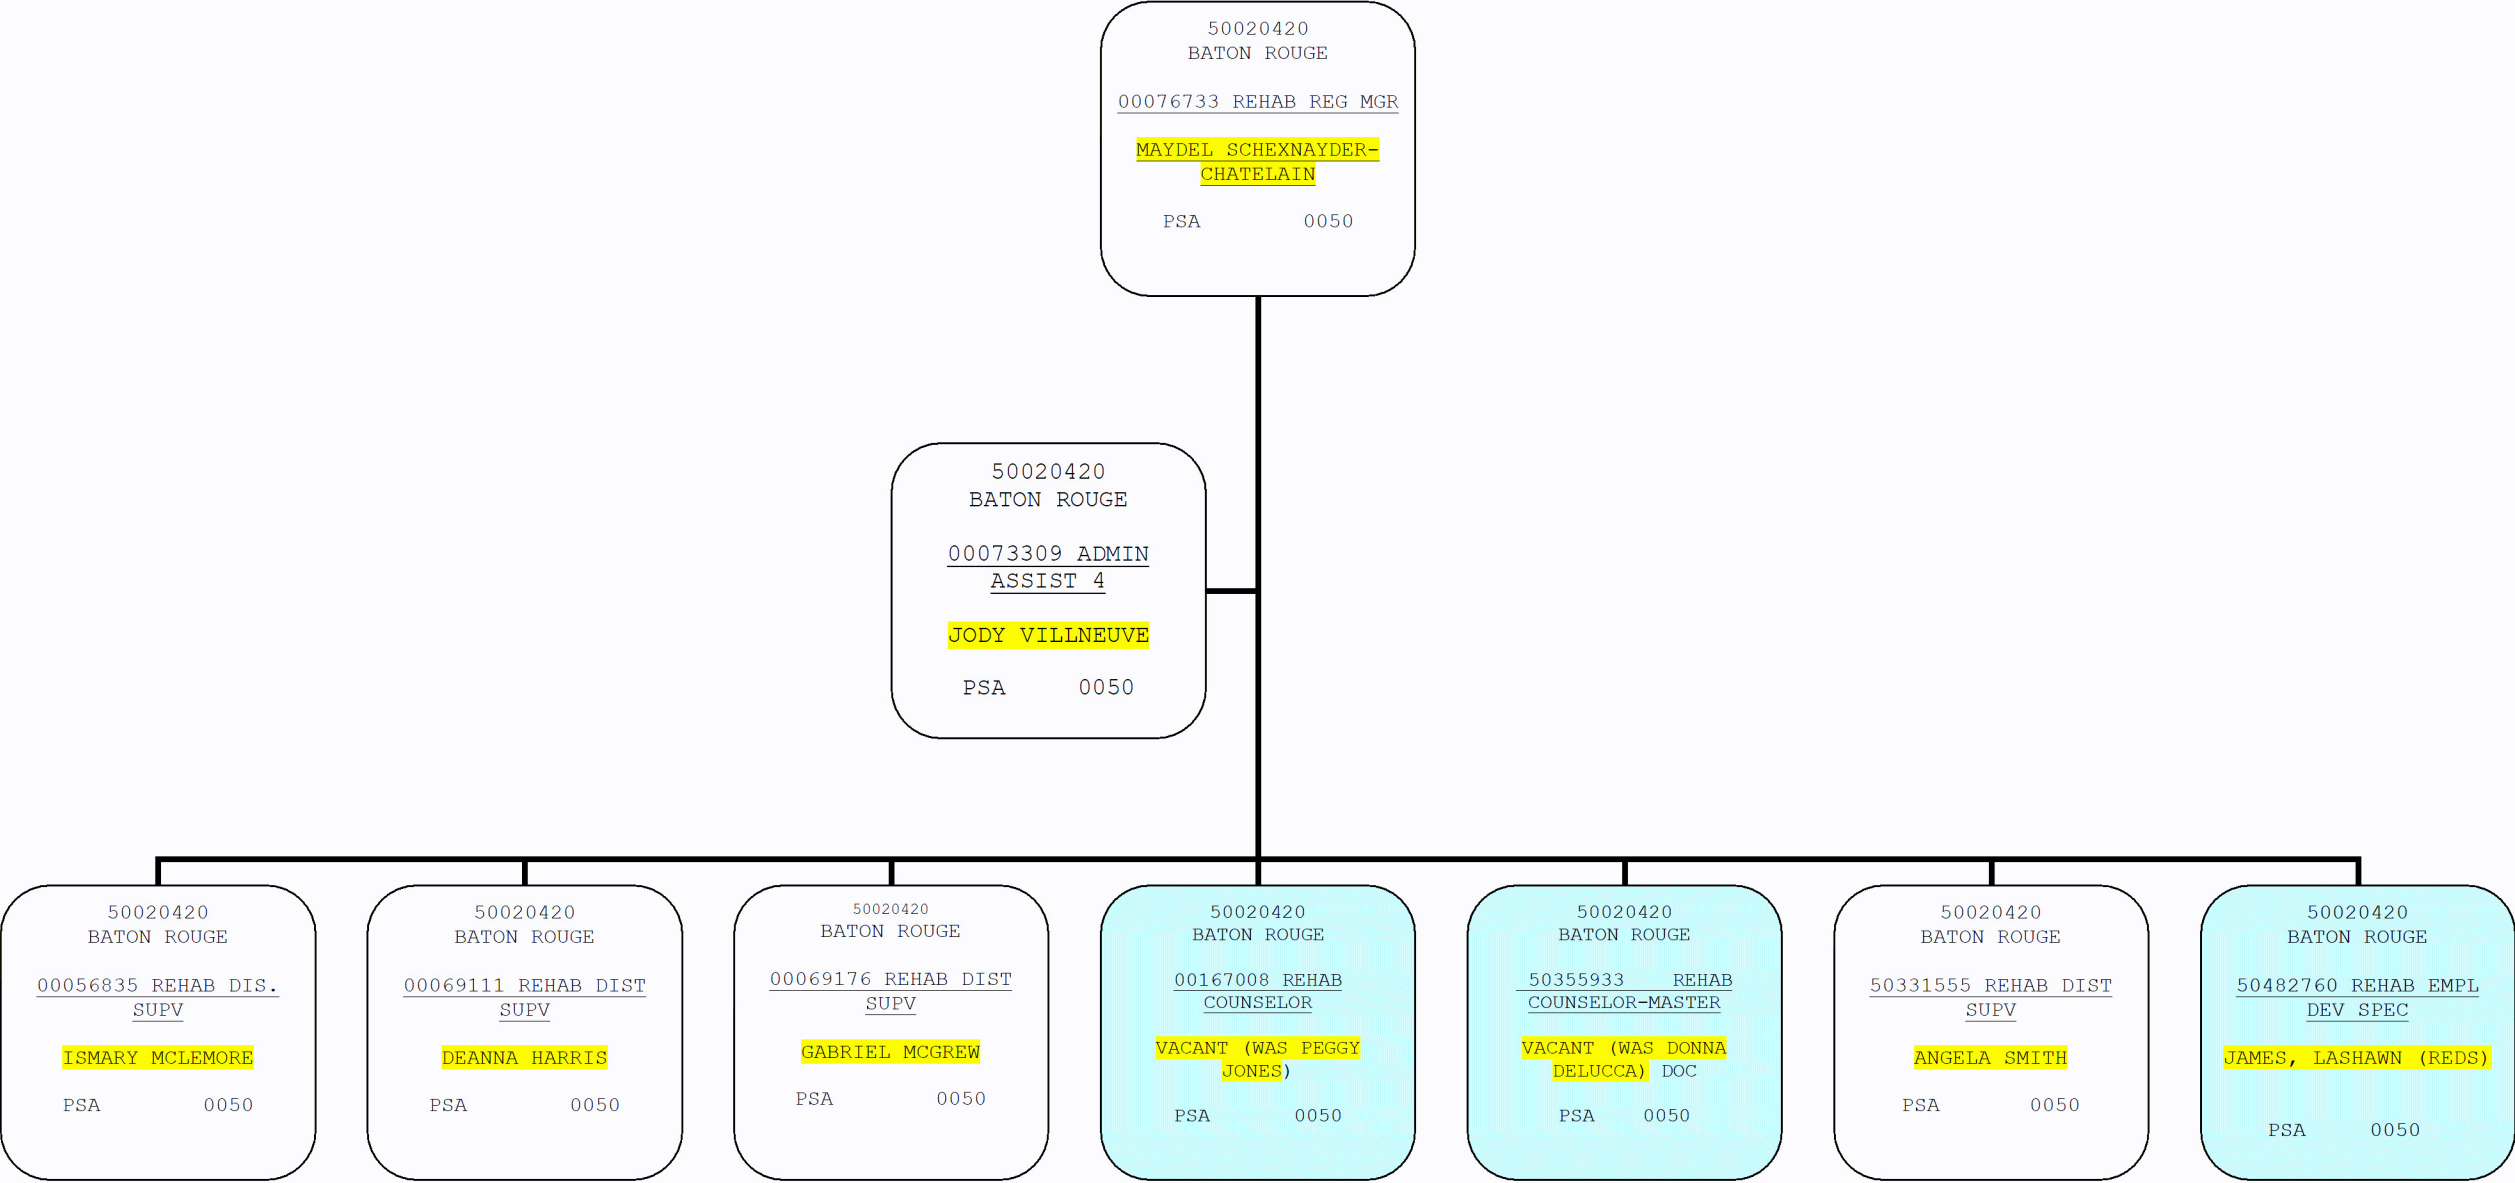 50020420
BATON ROUGE
00076733 REHAB REG MGR
MAYDEL SCHEXNAYDER-
CHATELAIN
PSA 0050
50020420
BATON ROUGE
00073309 ADMIN
ASSIST 4
JODY VILLNEUVE
PSA 0050
50020420
BATON ROUGE
00056835 REHAB DIS.
SUPV
ISMARY MCLEMORE
PSA 0050
50020420
BATON ROUGE
00069111 REHAB DIST
SUPV
DEANNA HARRIS
PSA 0050
50020420
BATON ROUGE
00069176 REHAB DIST
SUPV
GABRIEL MCGREW
PSA 0050
50020420
BATON ROUGE
00167008 REHAB
COUNSELOR
VACANT (WAS PEGGY
JONES)
PSA 0050
50020420
BATON ROUGE
50355933 REHAB
COUNSELOR-MASTER
VACANT (WAS DONNA
DELUCCA) DOC
PSA 0050
50020420
BATON ROUGE
50331555 REHAB DIST
SUPV
ANGELA SMITH
PSA 0050
50020420
BATON ROUGE
50482760 REHAB EMPL
DEV SPEC
JAMES, LASHAWN (REDS)
PSA 0050